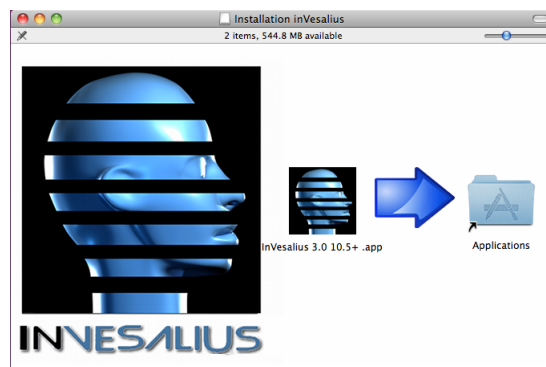 Installation inVesalius
2 items, 544.8 MB available
InVesalius 3.0 10.5+ .app
Applications
INVESALIUS